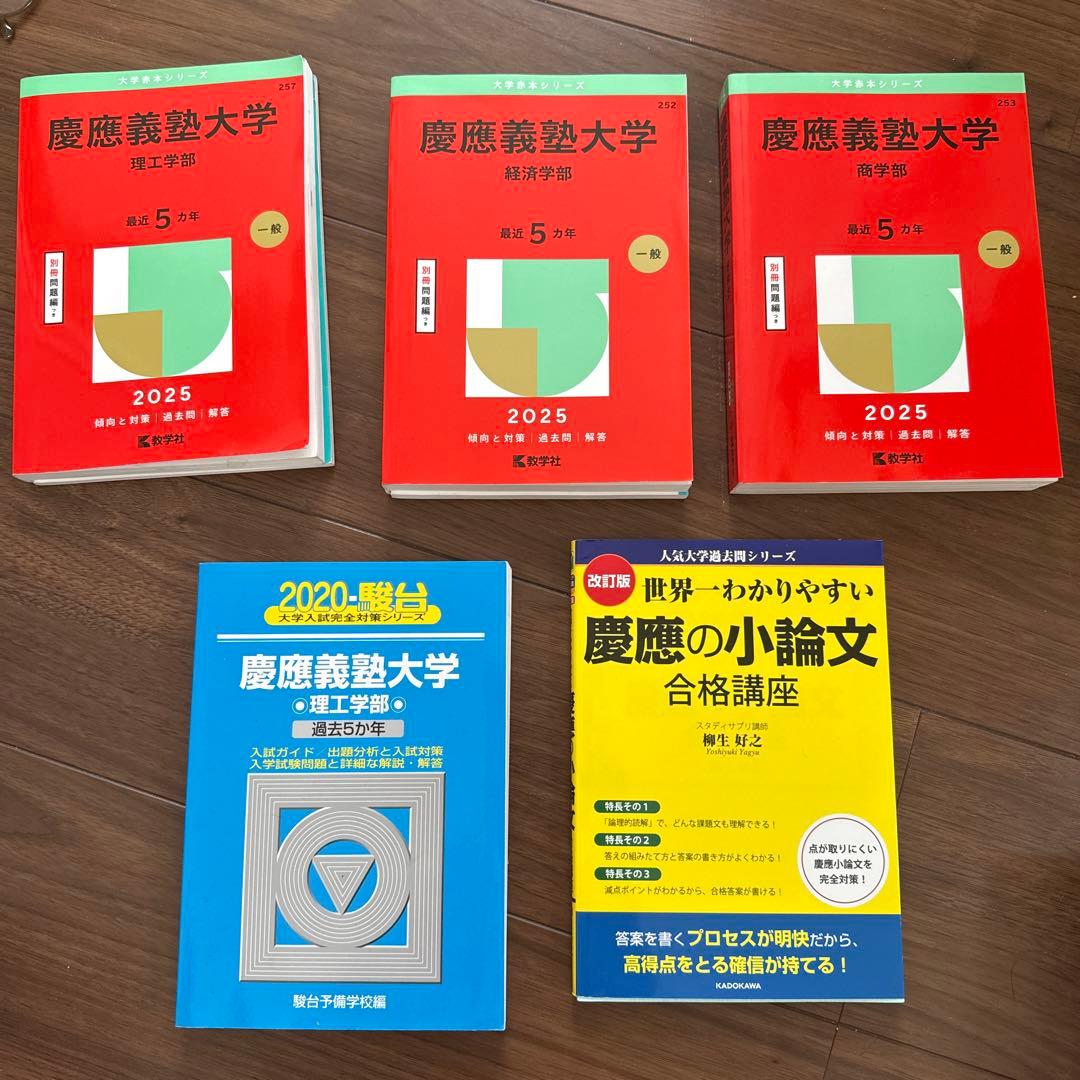 大学赤本シリーズ
257
慶應義塾大学
理工学部
最近5カ年
一般
別冊問題編つき
2025
傾向と対策|過去問|解答
教学社
大学赤本シリーズ
252
慶應義塾大学
経済学部
最近5カ年
一般
別冊問題編つき
2025
傾向と対策|過去問|解答
教学社
大学赤本シリーズ
253
慶應義塾大学
商学部
最近5カ年
一般
別冊問題編つき
2025
傾向と対策|過去問|解答
教学社
2020-駿台
大学入試完全対策シリーズ
慶應義塾大学
理工学部
過去5か年
入試ガイド/出題分析と入試対策
入学試験問題と詳細な解説・解答
駿台予備学校編
人気大学過去問シリーズ
改訂版
世界一わかりやすい
慶應の小論文
合格講座
スタディサプリ講師
柳生 好之
Yoshiyuki Yagyu
特長その1
「論理的読解」で、どんな課題文も理解できる!
特長その2
答えの組みたて方と答案の書き方がよくわかる!
特長その3
減点ポイントがわかるから、合格答案が書ける!
点が取りにくい
慶應小論文を
完全対策!
答案を書くプロセスが明快だから、
高得点をとる確信が持てる!
KADOKAWA